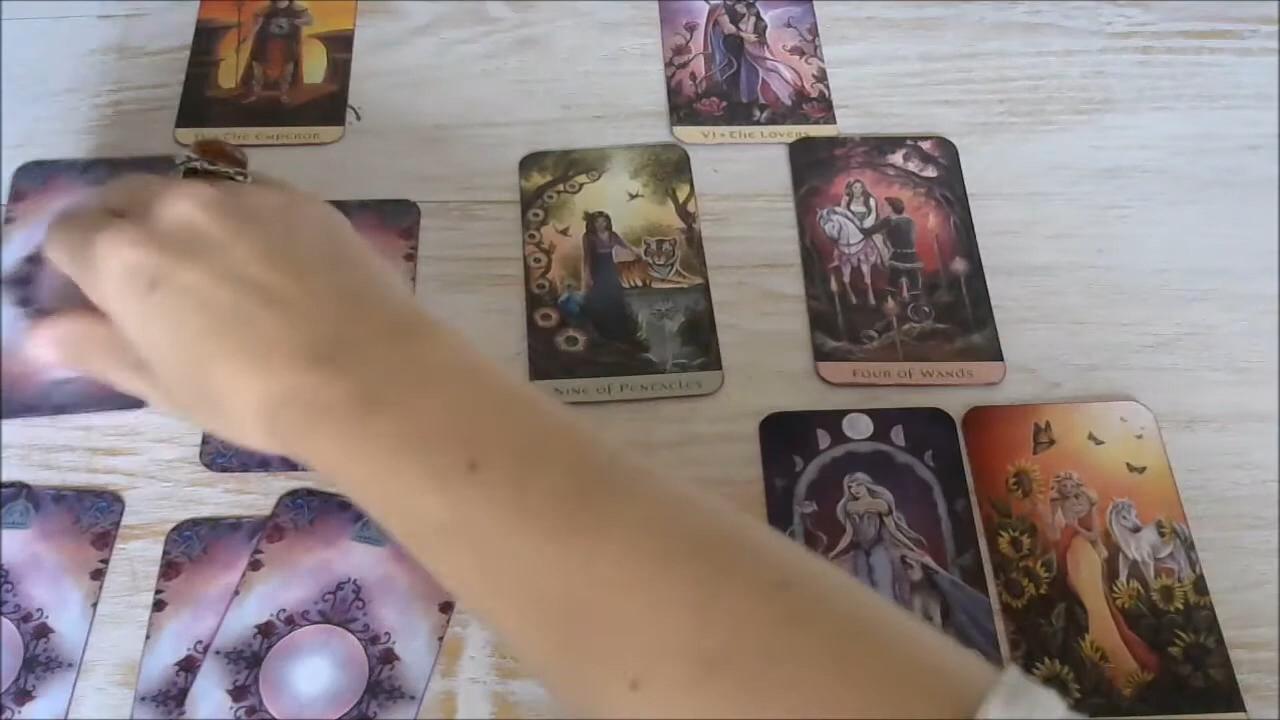 The Emperor
VI • The Lovers
Nine of Pentacles
Four of Wands